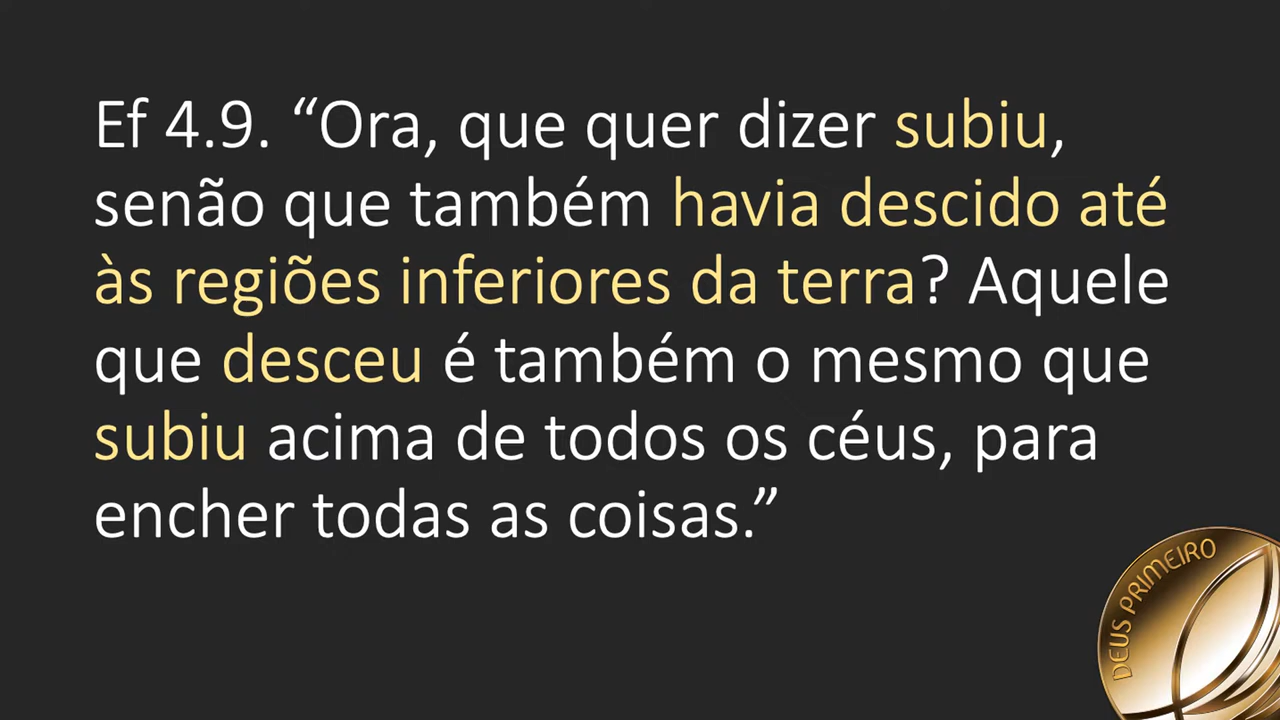 Ef 4.9. “Ora, que quer dizer subiu,
senão que também havia descido até
às regiões inferiores da terra? Aquele
que desceu é também o mesmo que
subiu acima de todos os céus, para
encher todas as coisas.”
DEUS PRIMEIRO